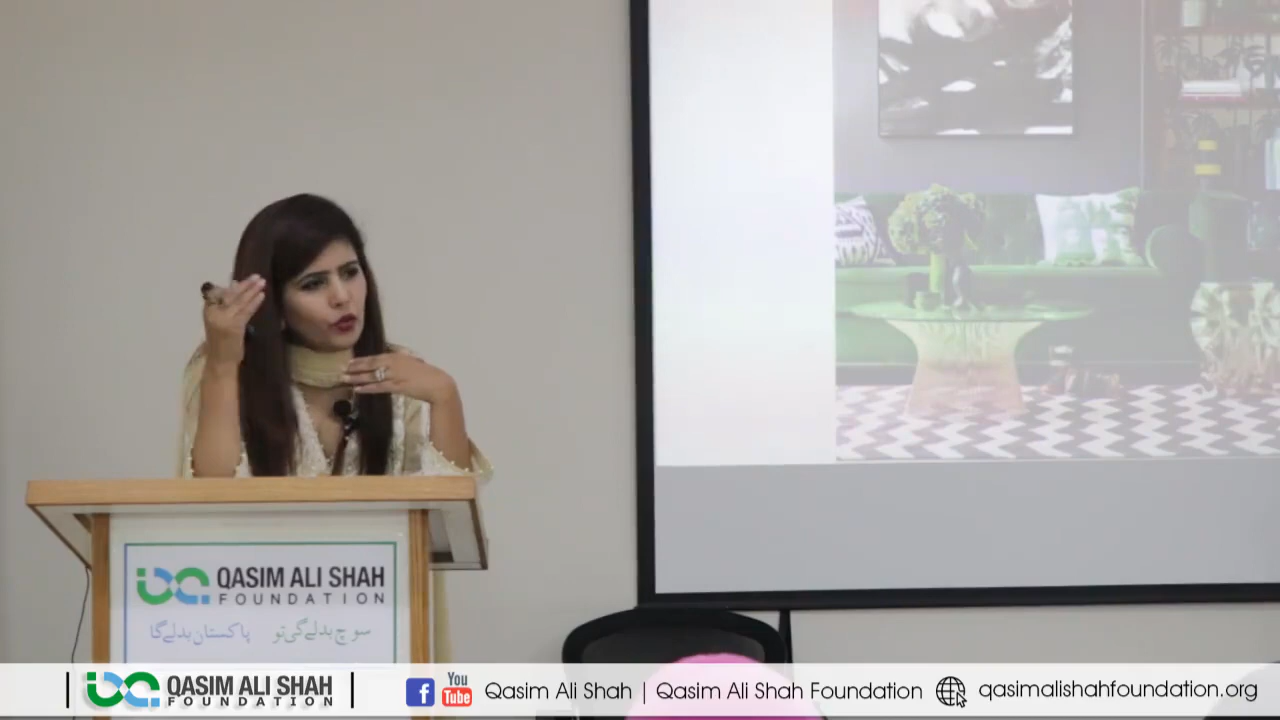 QASIM ALI SHAH
FOUNDATION
سوچ بدلے گی تو پاکستان بدلے گا
QASIM ALI SHAH
FOUNDATION
You
Tube
Qasim Ali Shah | Qasim Ali Shah Foundation
qasimalishahfoundation.org